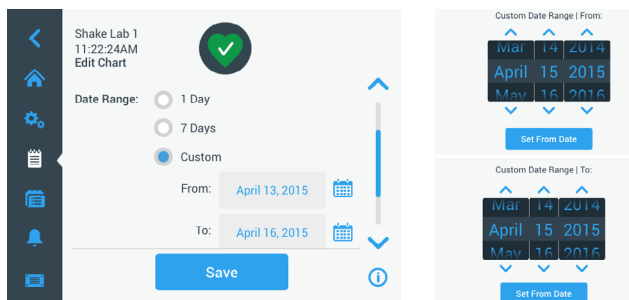 Shake Lab 1
11:22:24AM
Edit Chart
Date Range:
1 Day
7 Days
Custom
From: April 13, 2015
To: April 16, 2015
Save
Custom Date Range | From:
Mar 14 2014
April 15 2015
May 16 2016
Set From Date
Custom Date Range | To:
Mar 14 2014
April 15 2015
May 16 2016
Set From Date